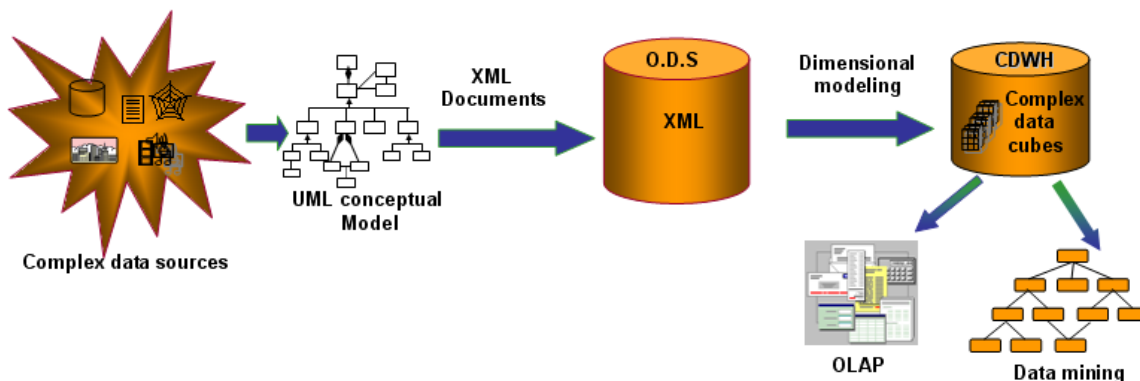 Complex data sources
UML conceptual
Model
XML
Documents
O.D.S
XML
Dimensional
modeling
CDWH
Complex
data
cubes
OLAP
Data mining